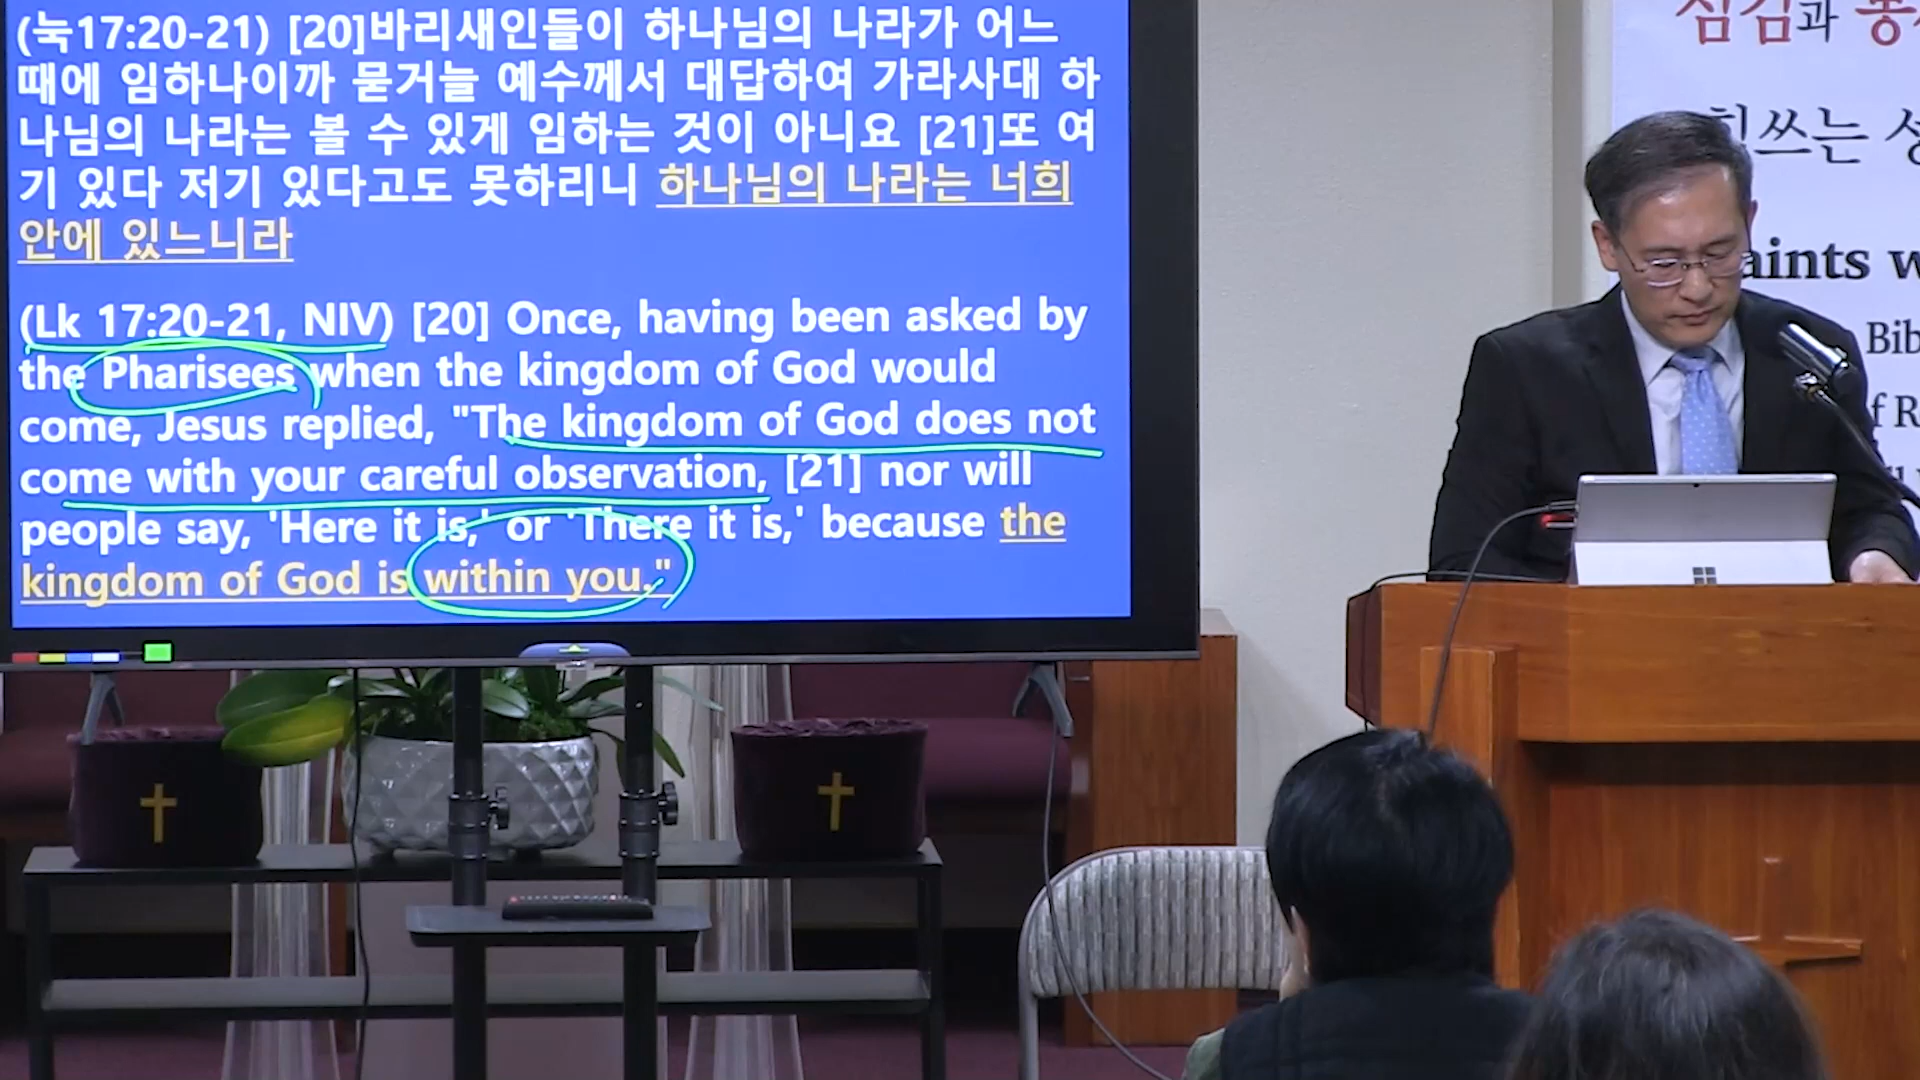 (눅17:20-21) [20]바리새인들이 하나님의 나라가 어느
때에 임하나이까 묻거늘 예수께서 대답하여 가라사대 하
나님의 나라는 볼 수 있게 임하는 것이 아니요 [21]또 여
기 있다 저기 있다고도 못하리니 하나님의 나라는 너희
안에 있느니라
(Lk 17:20-21, NIV) [20] Once, having been asked by
the Pharisees when the kingdom of God would
come, Jesus replied, "The kingdom of God does not
come with your careful observation, [21] nor will
people say, 'Here it is,' or 'There it is,' because the
kingdom of God is within you."
섬김과
힘쓰는
aints w
Bib
f R